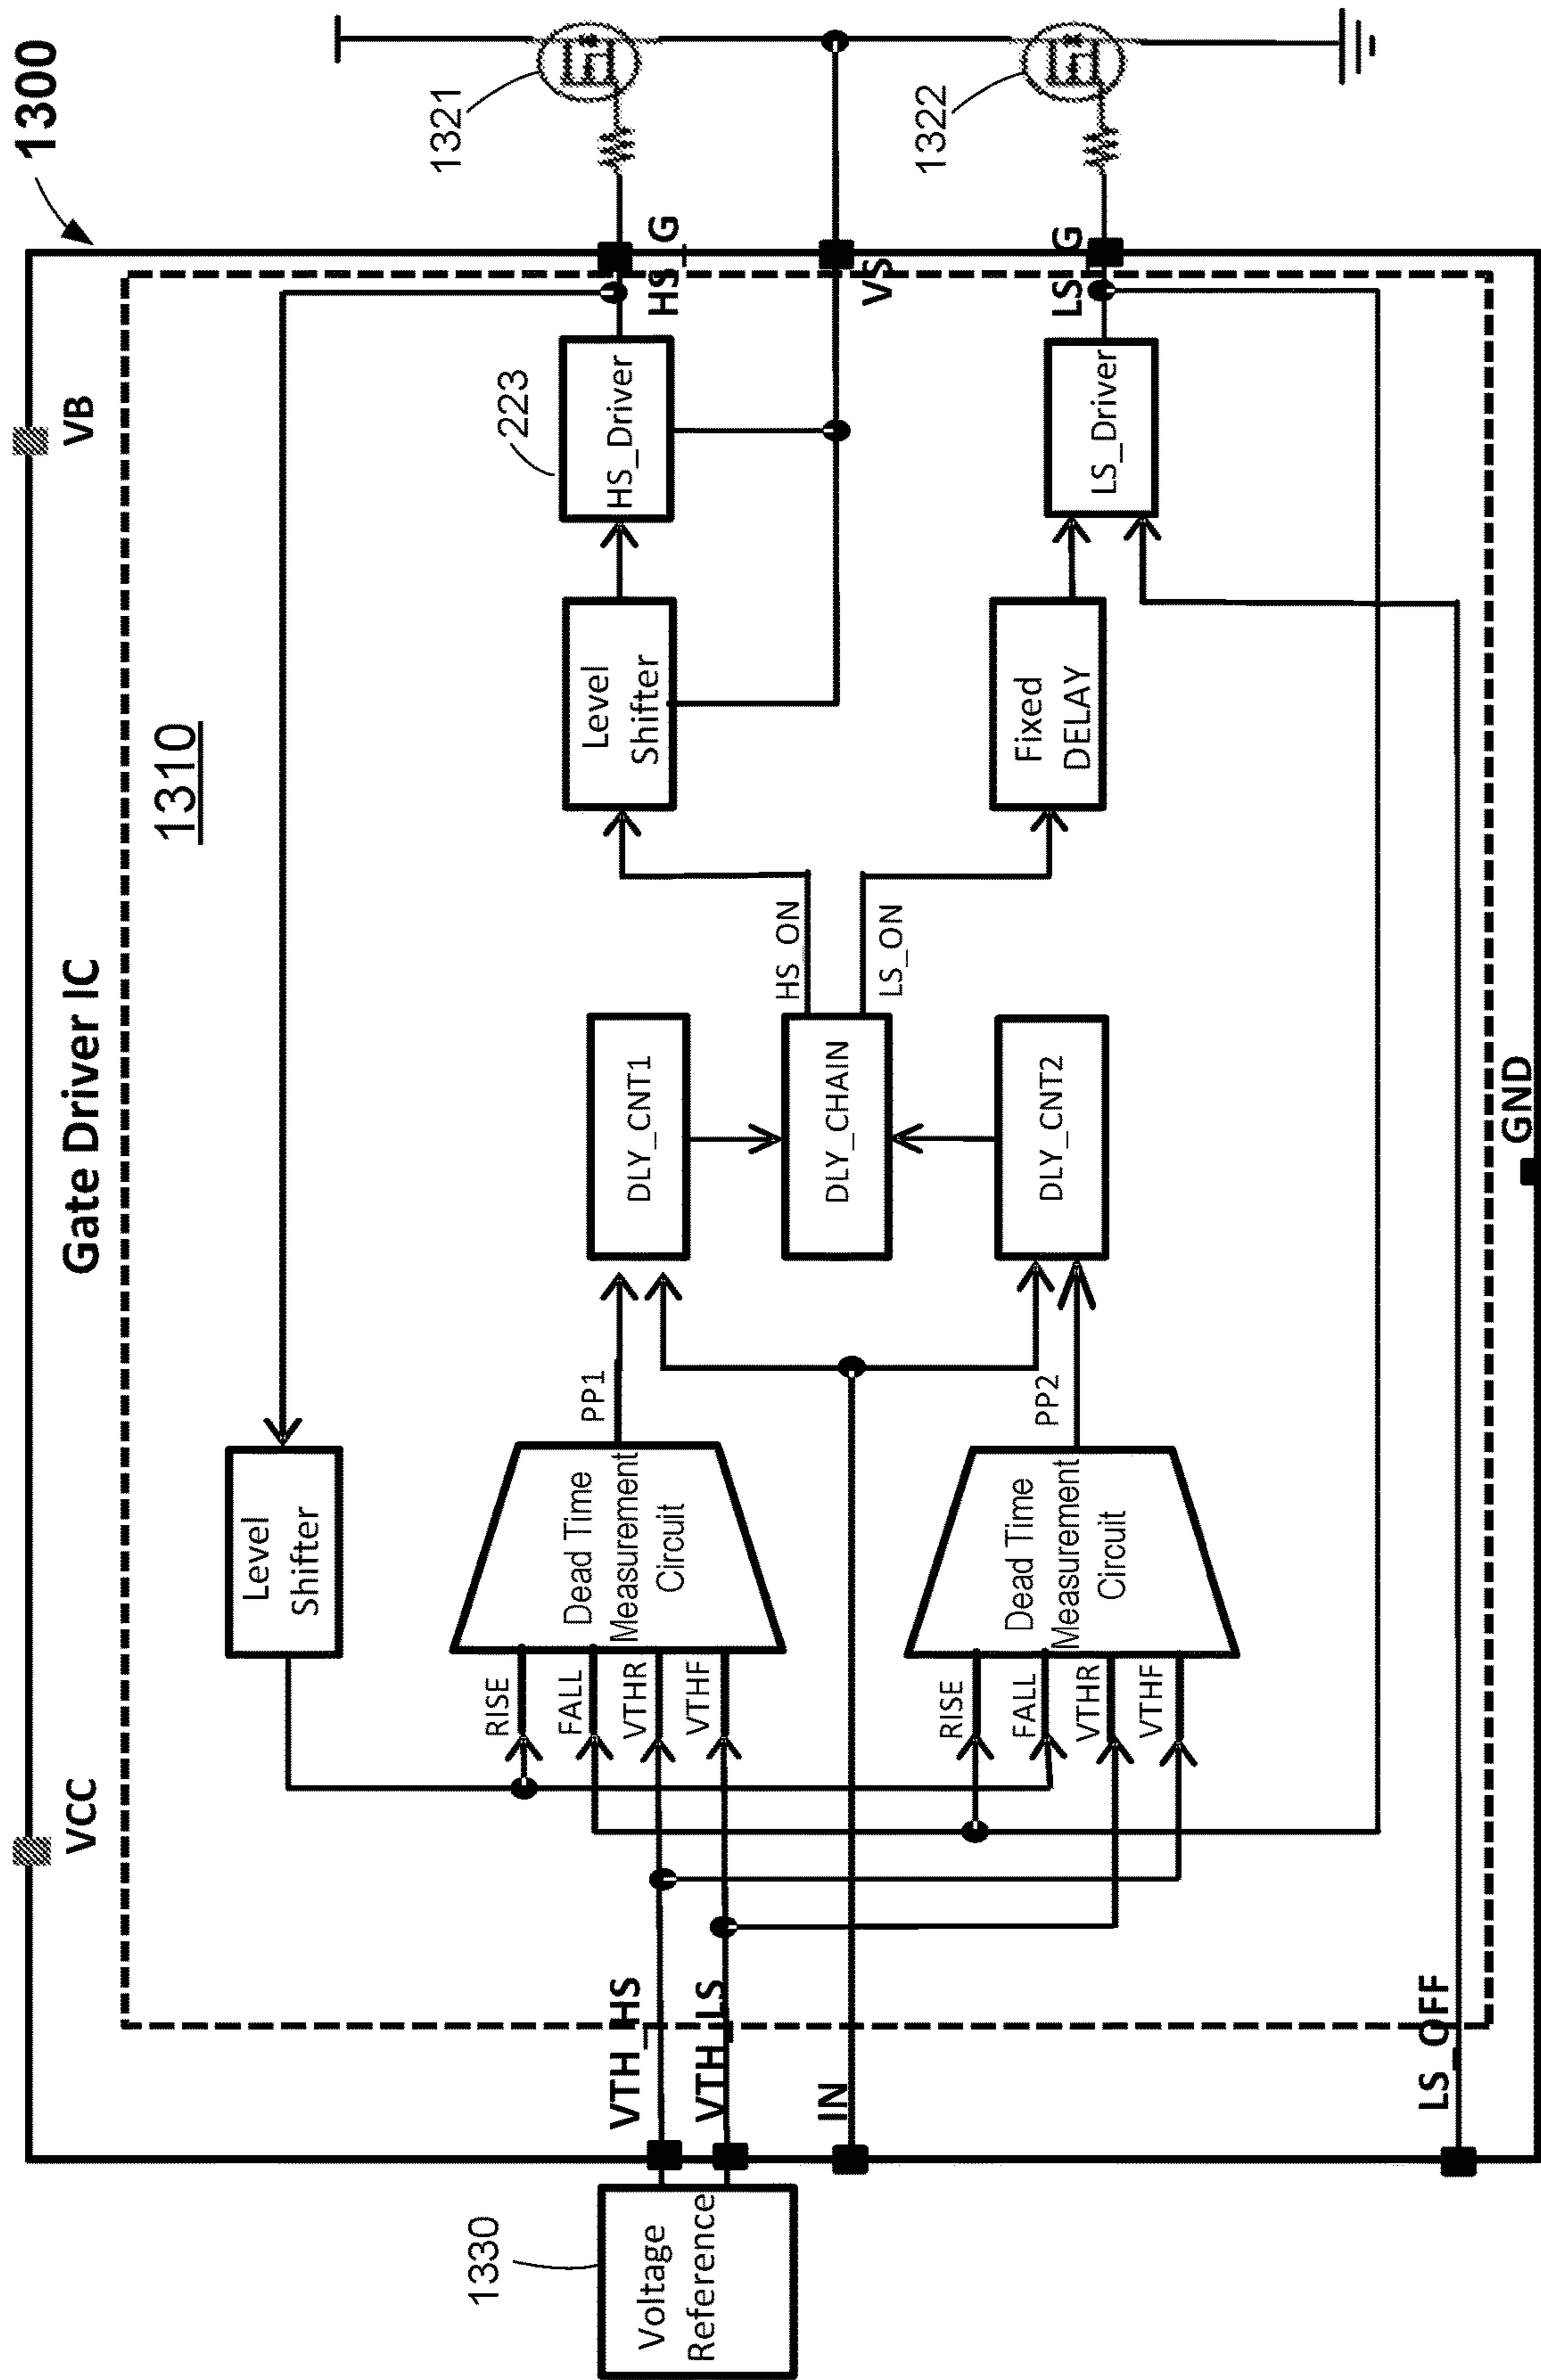 1300
Gate Driver IC
VCC
VB
1310
Level
Shifter
1321
223
HS_Driver
HS_G
Level
Shifter
DLY_CNT1
PP1
Dead Time
Measurement
Circuit
RISE
FALL
VTHR
VTHF
VTH_HS
VTH_LS
1330
Voltage
Reference
IN
HS_ON
DLY_CHAIN
LS_ON
VS
1322
LS_G
LS_Driver
Fixed
DELAY
DLY_CNT2
PP2
Dead Time
Measurement
Circuit
RISE
FALL
VTHR
VTHF
LS_OFF
GND